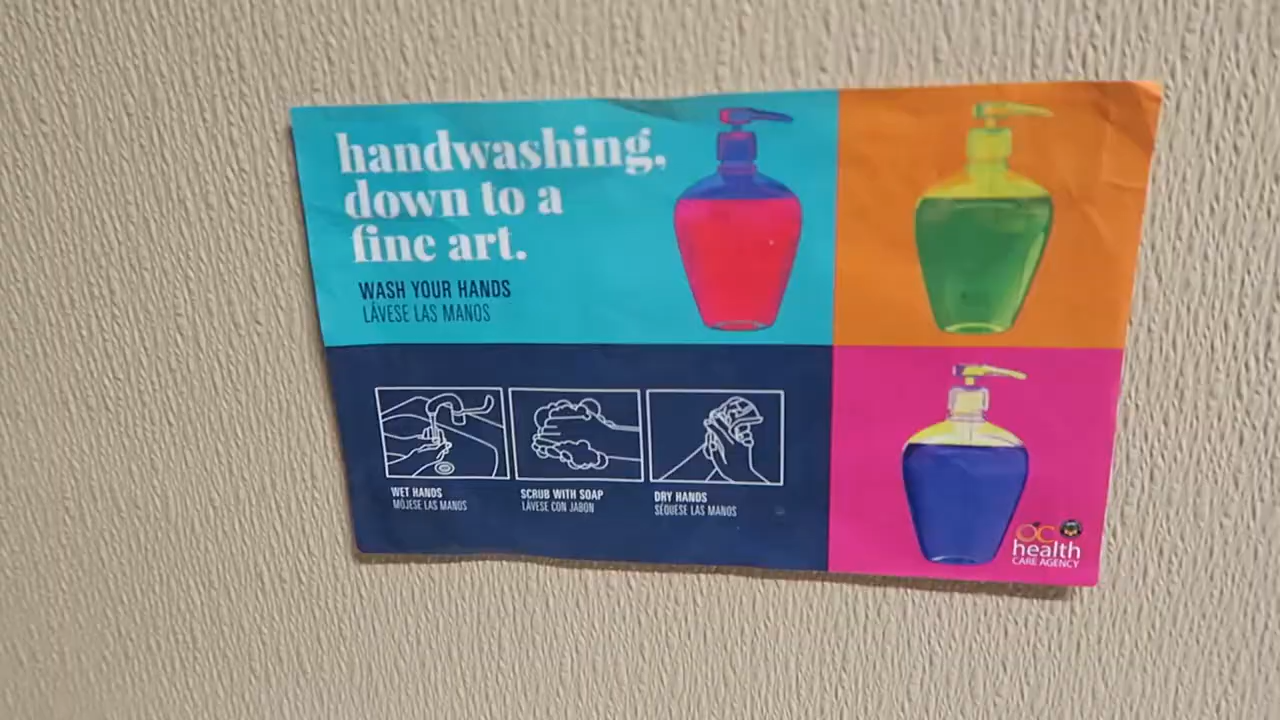 handwashing,
down to a
fine art.
WASH YOUR HANDS
LÁVESE LAS MANOS
WET HANDS
MÓJESE LAS MANOS
SCRUB WITH SOAP
LÁVESE CON JABON
DRY HANDS
SÉQUESE LAS MANOS
OC
health
CARE AGENCY